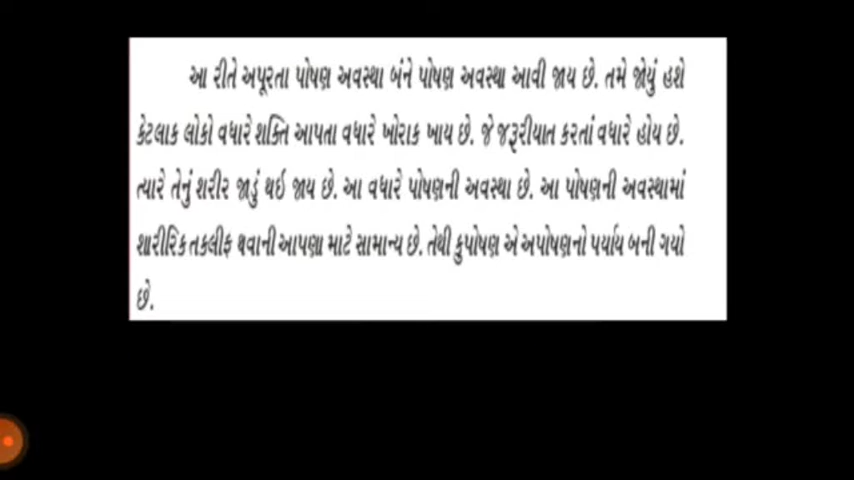 આ રીતે અપૂરતા પોષણ અવસ્થા બંને પોષણ અવસ્થા આવી જાય છે. તમે જોયું હશે
કેટલાક લોકો વધારે શક્તિ આપતા વધારે ખોરાક ખાય છે. જે જરૂરીયાત કરતાં વધારે હોય છે.
ત્યારે તેનું શરીર જાડું થઇ જાય છે. આ વધારે પોષણની અવસ્થા છે. આ પોષણની અવસ્થામાં
શારીરિક તકલીફ થવાની આપણા માટે સામાન્ય છે. તેથી કુપોષણ એ અપોષણનો પર્યાય બની ગયો
છે.